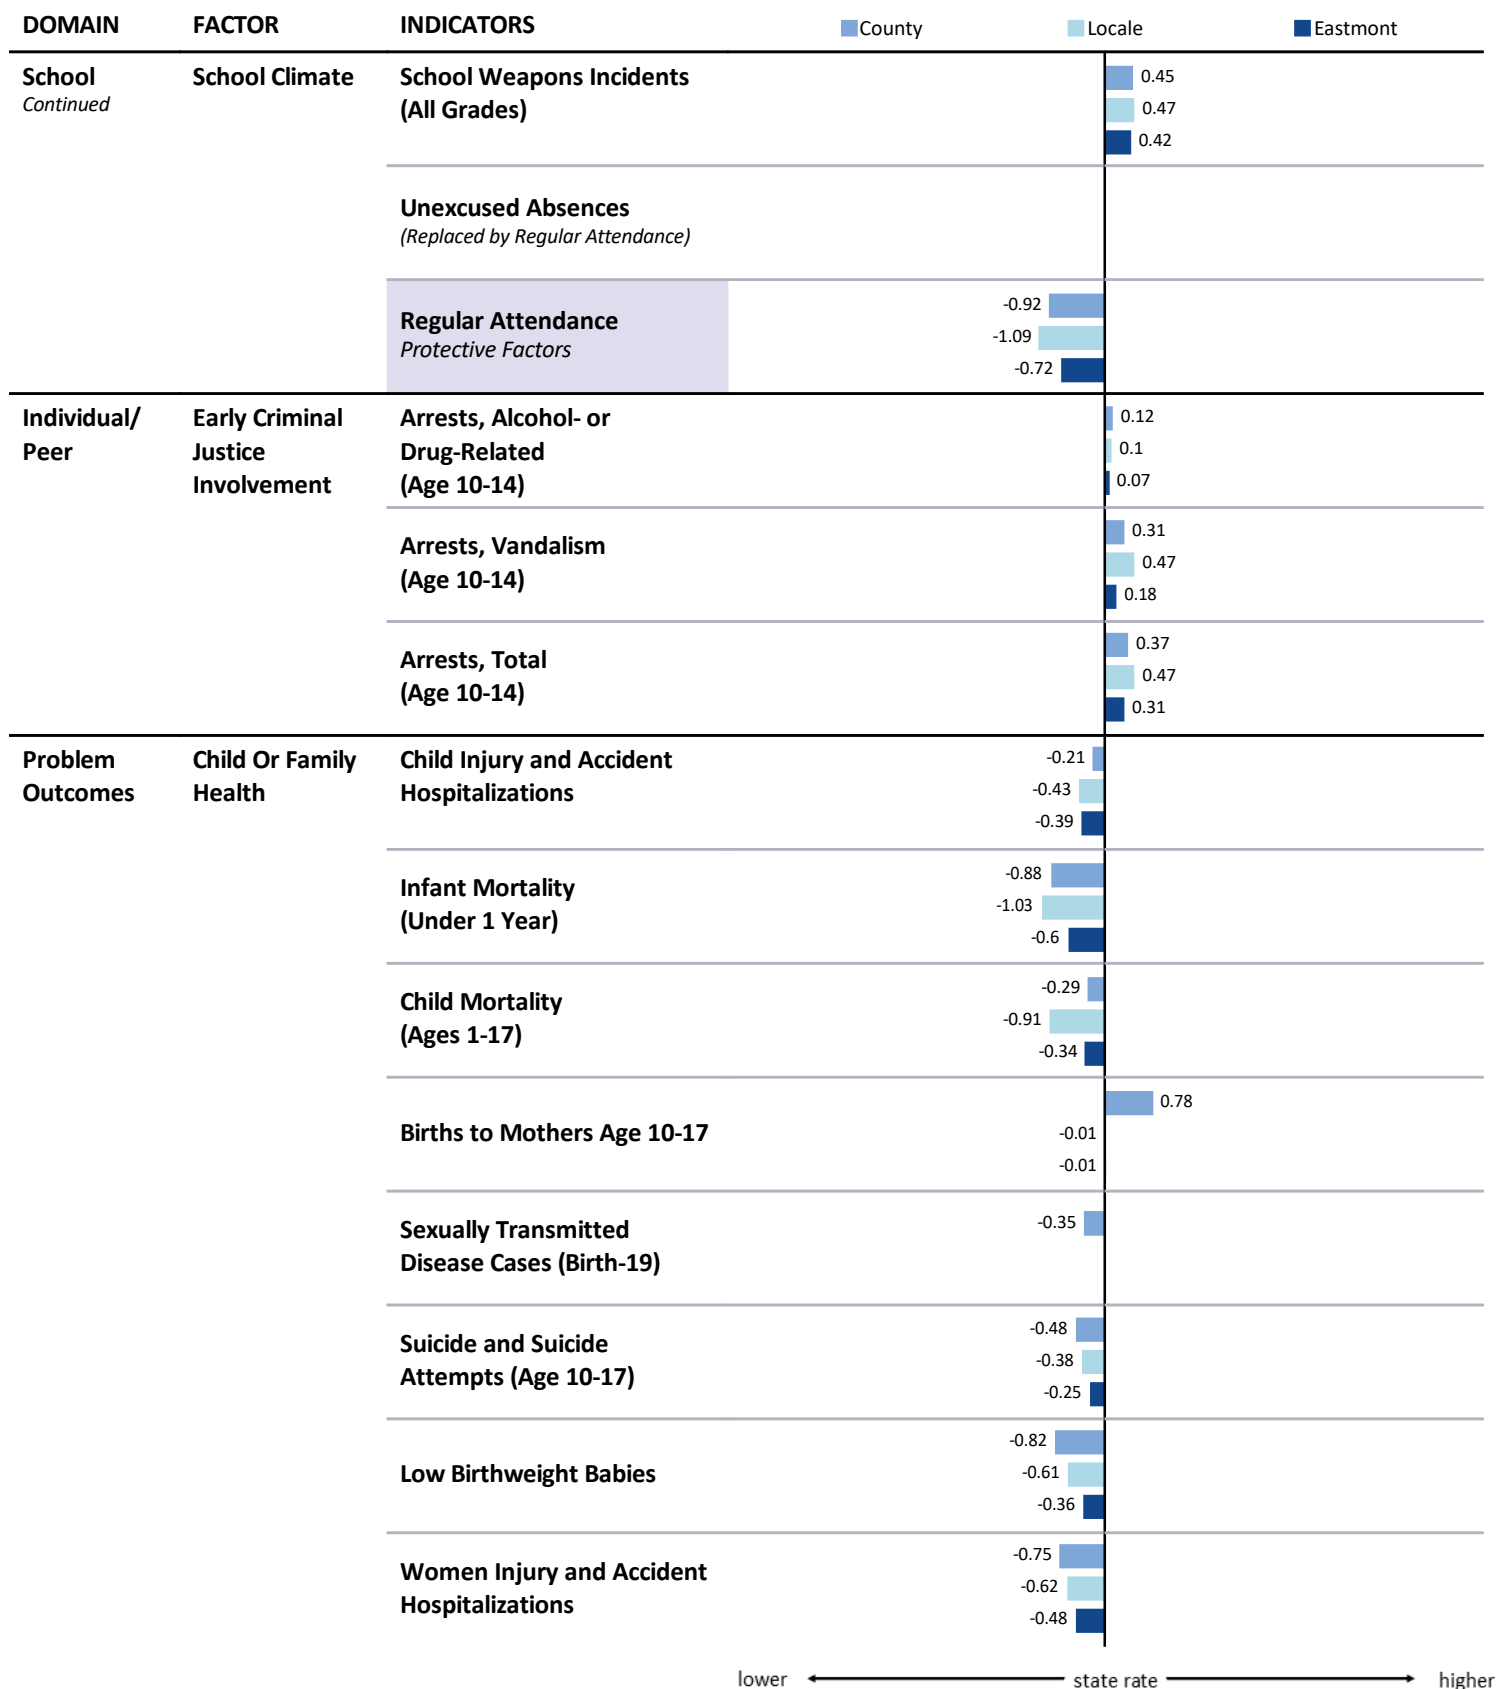 DOMAIN FACTOR INDICATORS County Locale Eastmont
School School Climate School Weapons Incidents
Continued (All Grades)
0.45
0.47
0.42
Unexcused Absences
(Replaced by Regular Attendance)
Regular Attendance
Protective Factors
-0.92
-1.09
-0.72
Individual/ Early Criminal Arrests, Alcohol- or
Peer Justice Drug-Related
Involvement (Age 10-14)
0.12
0.1
0.07
Arrests, Vandalism
(Age 10-14)
0.31
0.47
0.18
Arrests, Total
(Age 10-14)
0.37
0.47
0.31
Problem Child Or Family Child Injury and Accident
Outcomes Health Hospitalizations
-0.21
-0.43
-0.39
Infant Mortality
(Under 1 Year)
-0.88
-1.03
-0.6
Child Mortality
(Ages 1-17)
-0.29
-0.91
-0.34
Births to Mothers Age 10-17
0.78
-0.01
-0.01
Sexually Transmitted
Disease Cases (Birth-19)
-0.35
Suicide and Suicide
Attempts (Age 10-17)
-0.48
-0.38
-0.25
Low Birthweight Babies
-0.82
-0.61
-0.36
Women Injury and Accident
Hospitalizations
-0.75
-0.62
-0.48
lower state rate higher